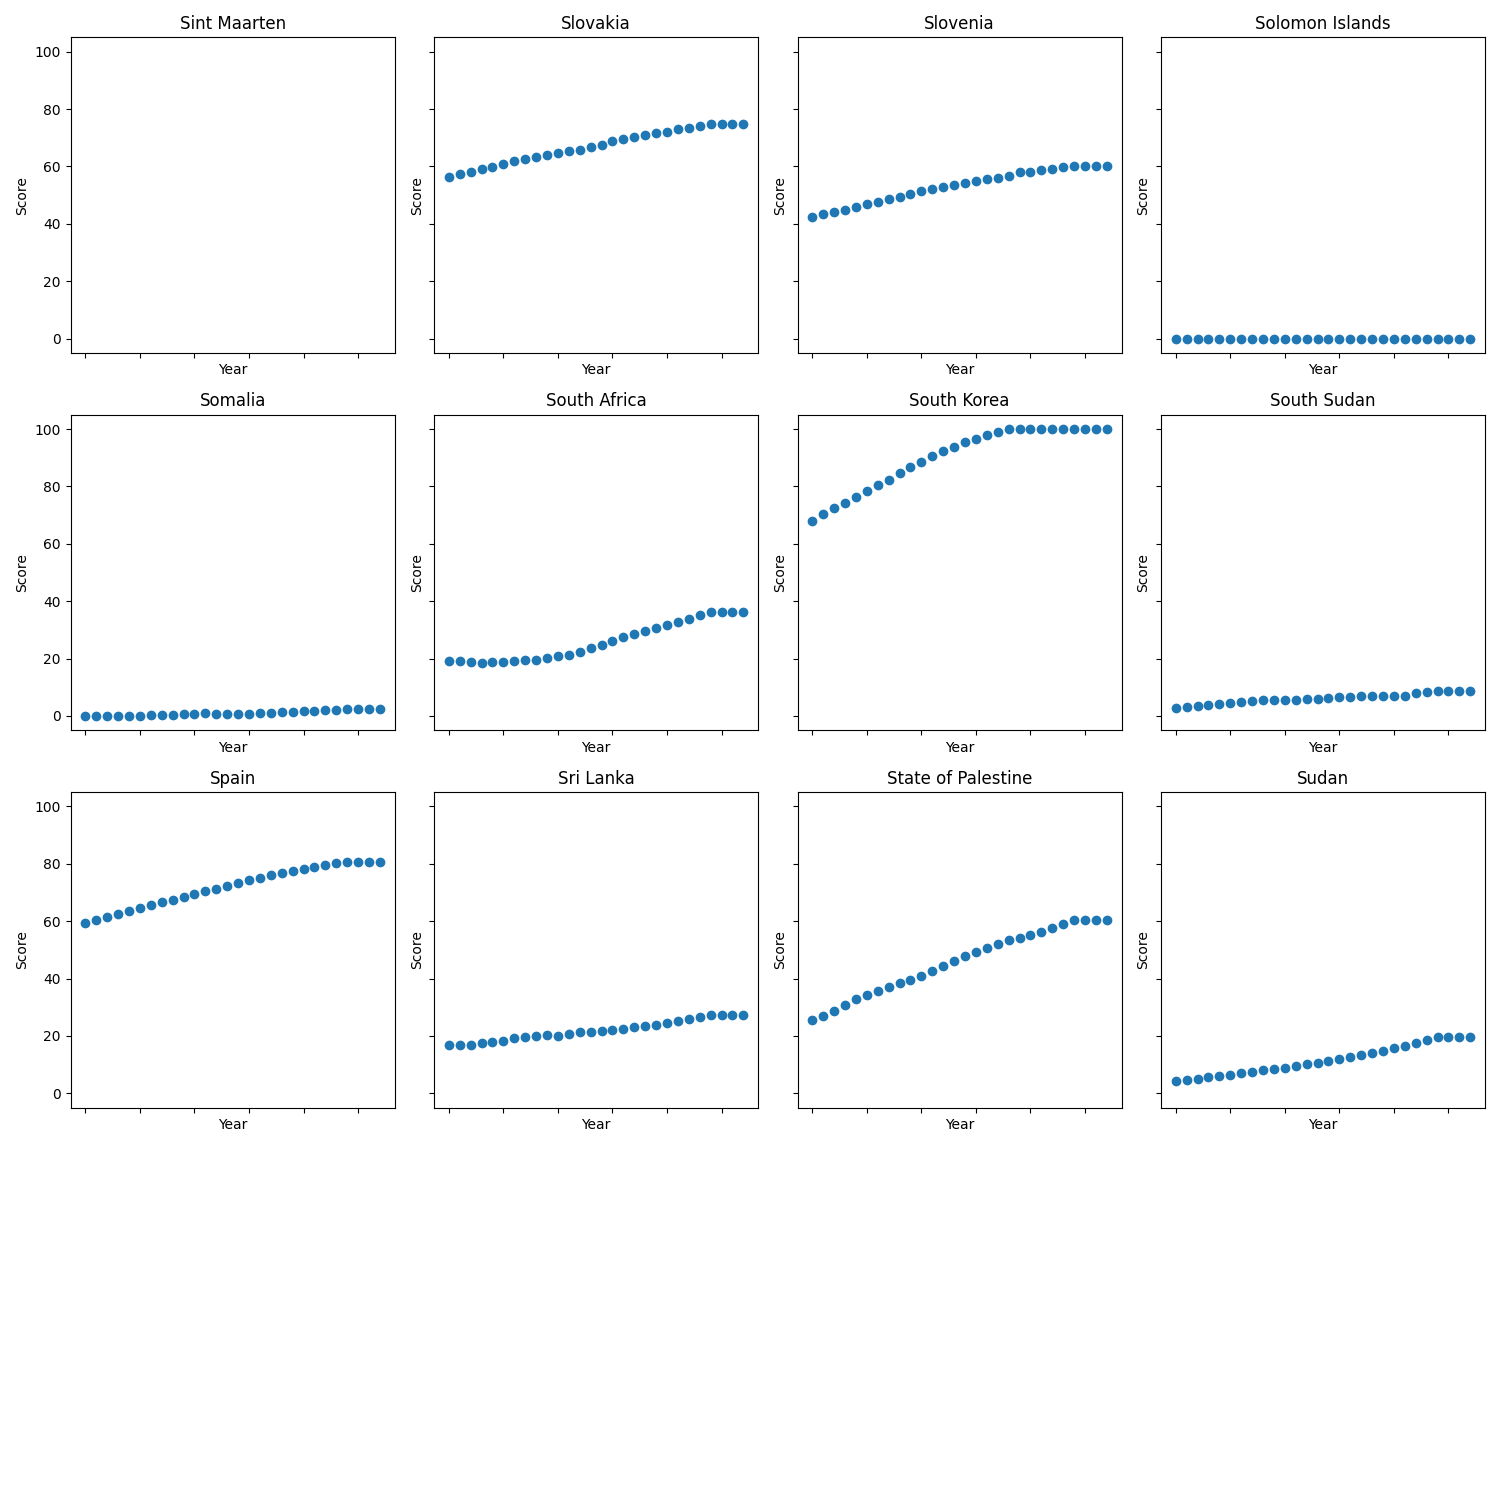 Sint Maarten
Slovakia
Slovenia
Solomon Islands
100
80
60
40
20
0
Score
Score
Score
Score
Year
Year
Year
Year
Somalia
South Africa
South Korea
South Sudan
100
80
60
40
20
0
Score
Score
Score
Score
Year
Year
Year
Year
Spain
Sri Lanka
State of Palestine
Sudan
100
80
60
40
20
0
Score
Score
Score
Score
Year
Year
Year
Year